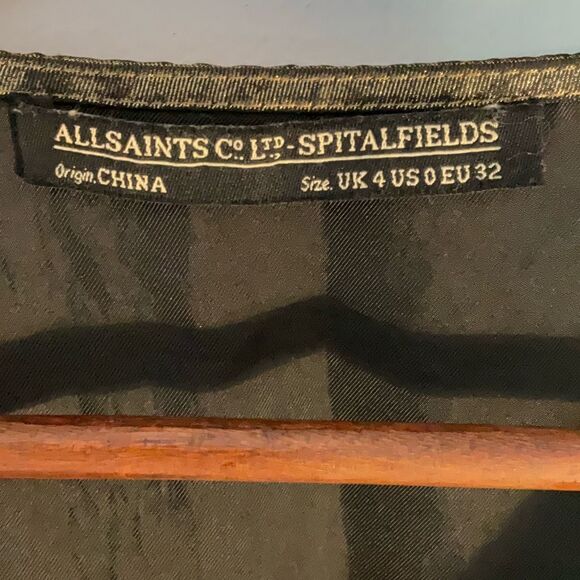 ALLSAINTS Cº. LTD.-SPITALFIELDS
Origin. CHINA Size. UK 4 US 0 EU 32